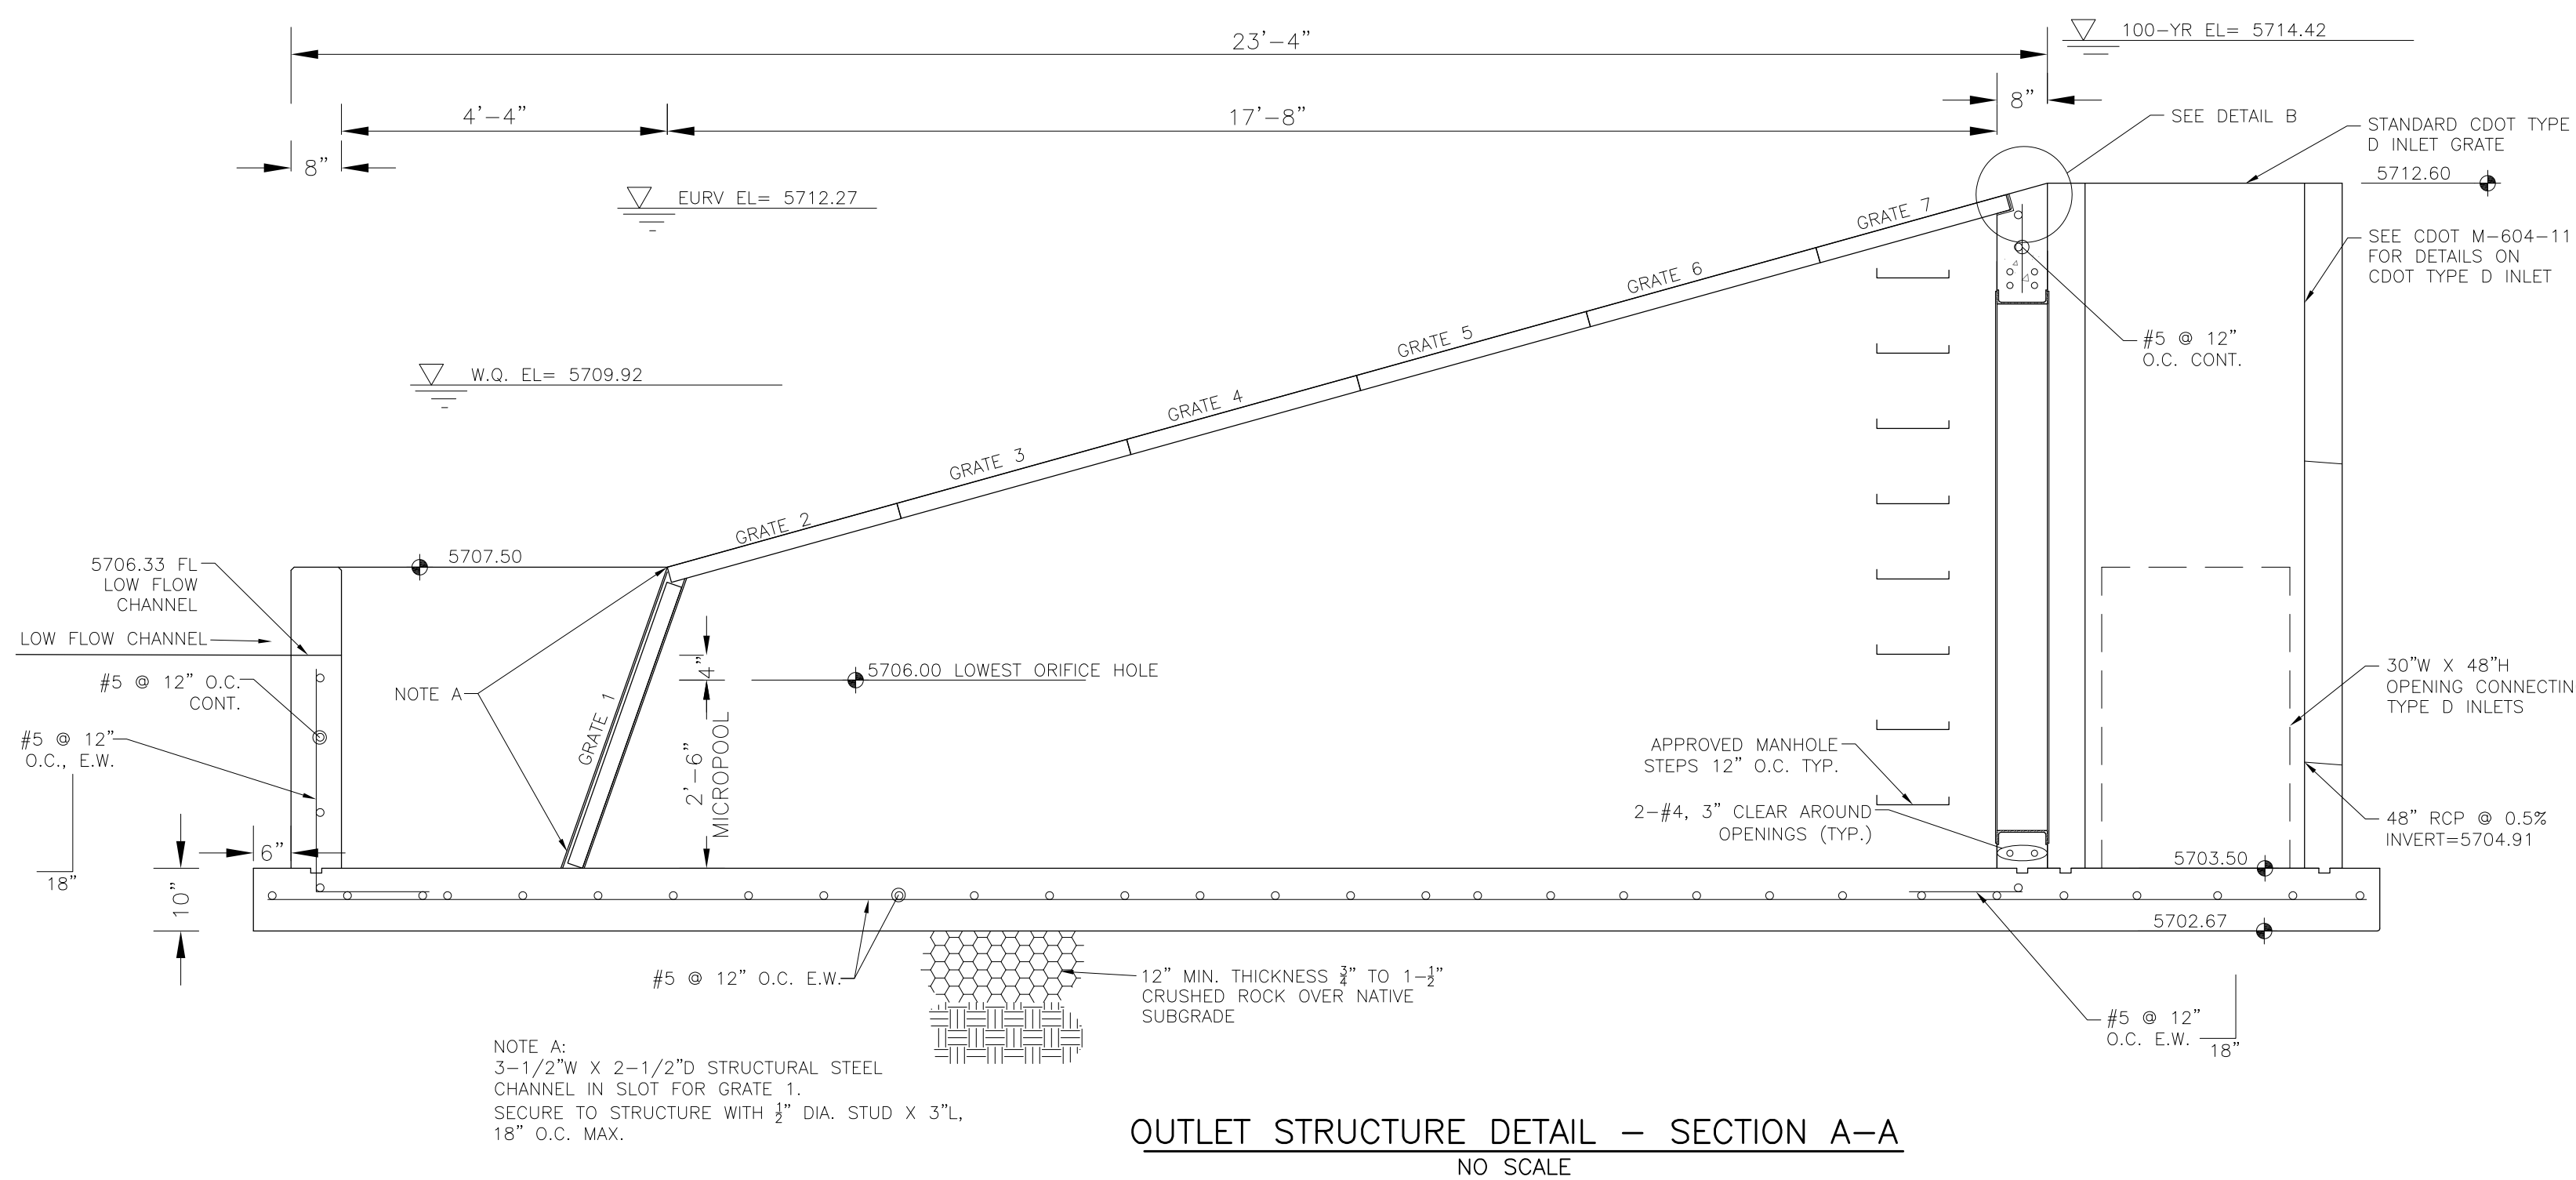 23'-4"
100-YR EL= 5714.42
4'-4"
17'-8"
8"
8"
SEE DETAIL B
STANDARD CDOT TYPE
D INLET GRATE
5712.60
EURV EL= 5712.27
GRATE 7
SEE CDOT M-604-11
FOR DETAILS ON
CDOT TYPE D INLET
GRATE 6
#5 @ 12"
O.C. CONT.
GRATE 5
W.Q. EL= 5709.92
GRATE 4
GRATE 3
GRATE 2
5707.50
5706.33 FL
LOW FLOW
CHANNEL
LOW FLOW CHANNEL
#5 @ 12" O.C.
CONT.
NOTE A
GRATE 1
4"
5706.00 LOWEST ORIFICE HOLE
2'-6"
MICROPOOL
30"W X 48"H
OPENING CONNECTIN
TYPE D INLETS
#5 @ 12"
O.C., E.W.
18"
APPROVED MANHOLE
STEPS 12" O.C. TYP.
2-#4, 3" CLEAR AROUND
OPENINGS (TYP.)
48" RCP @ 0.5%
INVERT=5704.91
6"
10"
5703.50
5702.67
#5 @ 12" O.C. E.W.
12" MIN. THICKNESS ¾" TO 1-½"
CRUSHED ROCK OVER NATIVE
SUBGRADE
#5 @ 12"
O.C. E.W.
18"
NOTE A:
3-1/2"W X 2-1/2"D STRUCTURAL STEEL
CHANNEL IN SLOT FOR GRATE 1.
SECURE TO STRUCTURE WITH ½" DIA. STUD X 3"L,
18" O.C. MAX.
OUTLET STRUCTURE DETAIL - SECTION A-A
NO SCALE